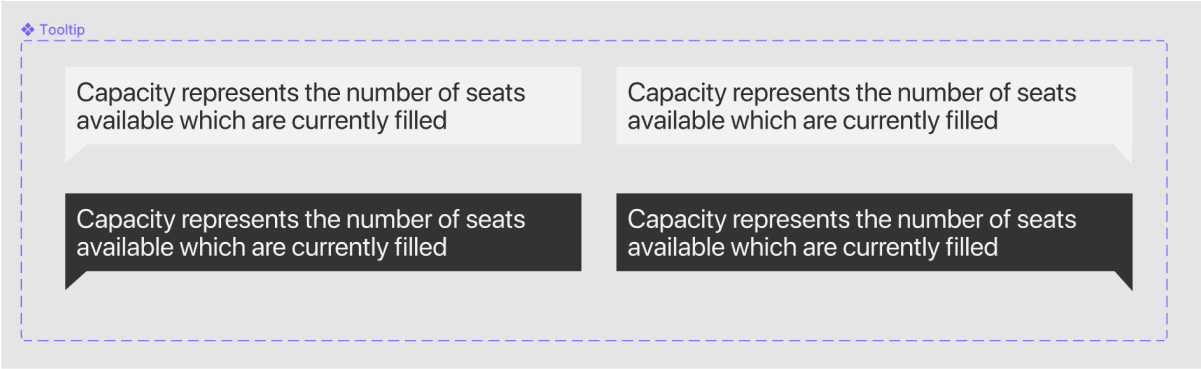 Tooltip
Capacity represents the number of seats
available which are currently filled
Capacity represents the number of seats
available which are currently filled
Capacity represents the number of seats
available which are currently filled
Capacity represents the number of seats
available which are currently filled